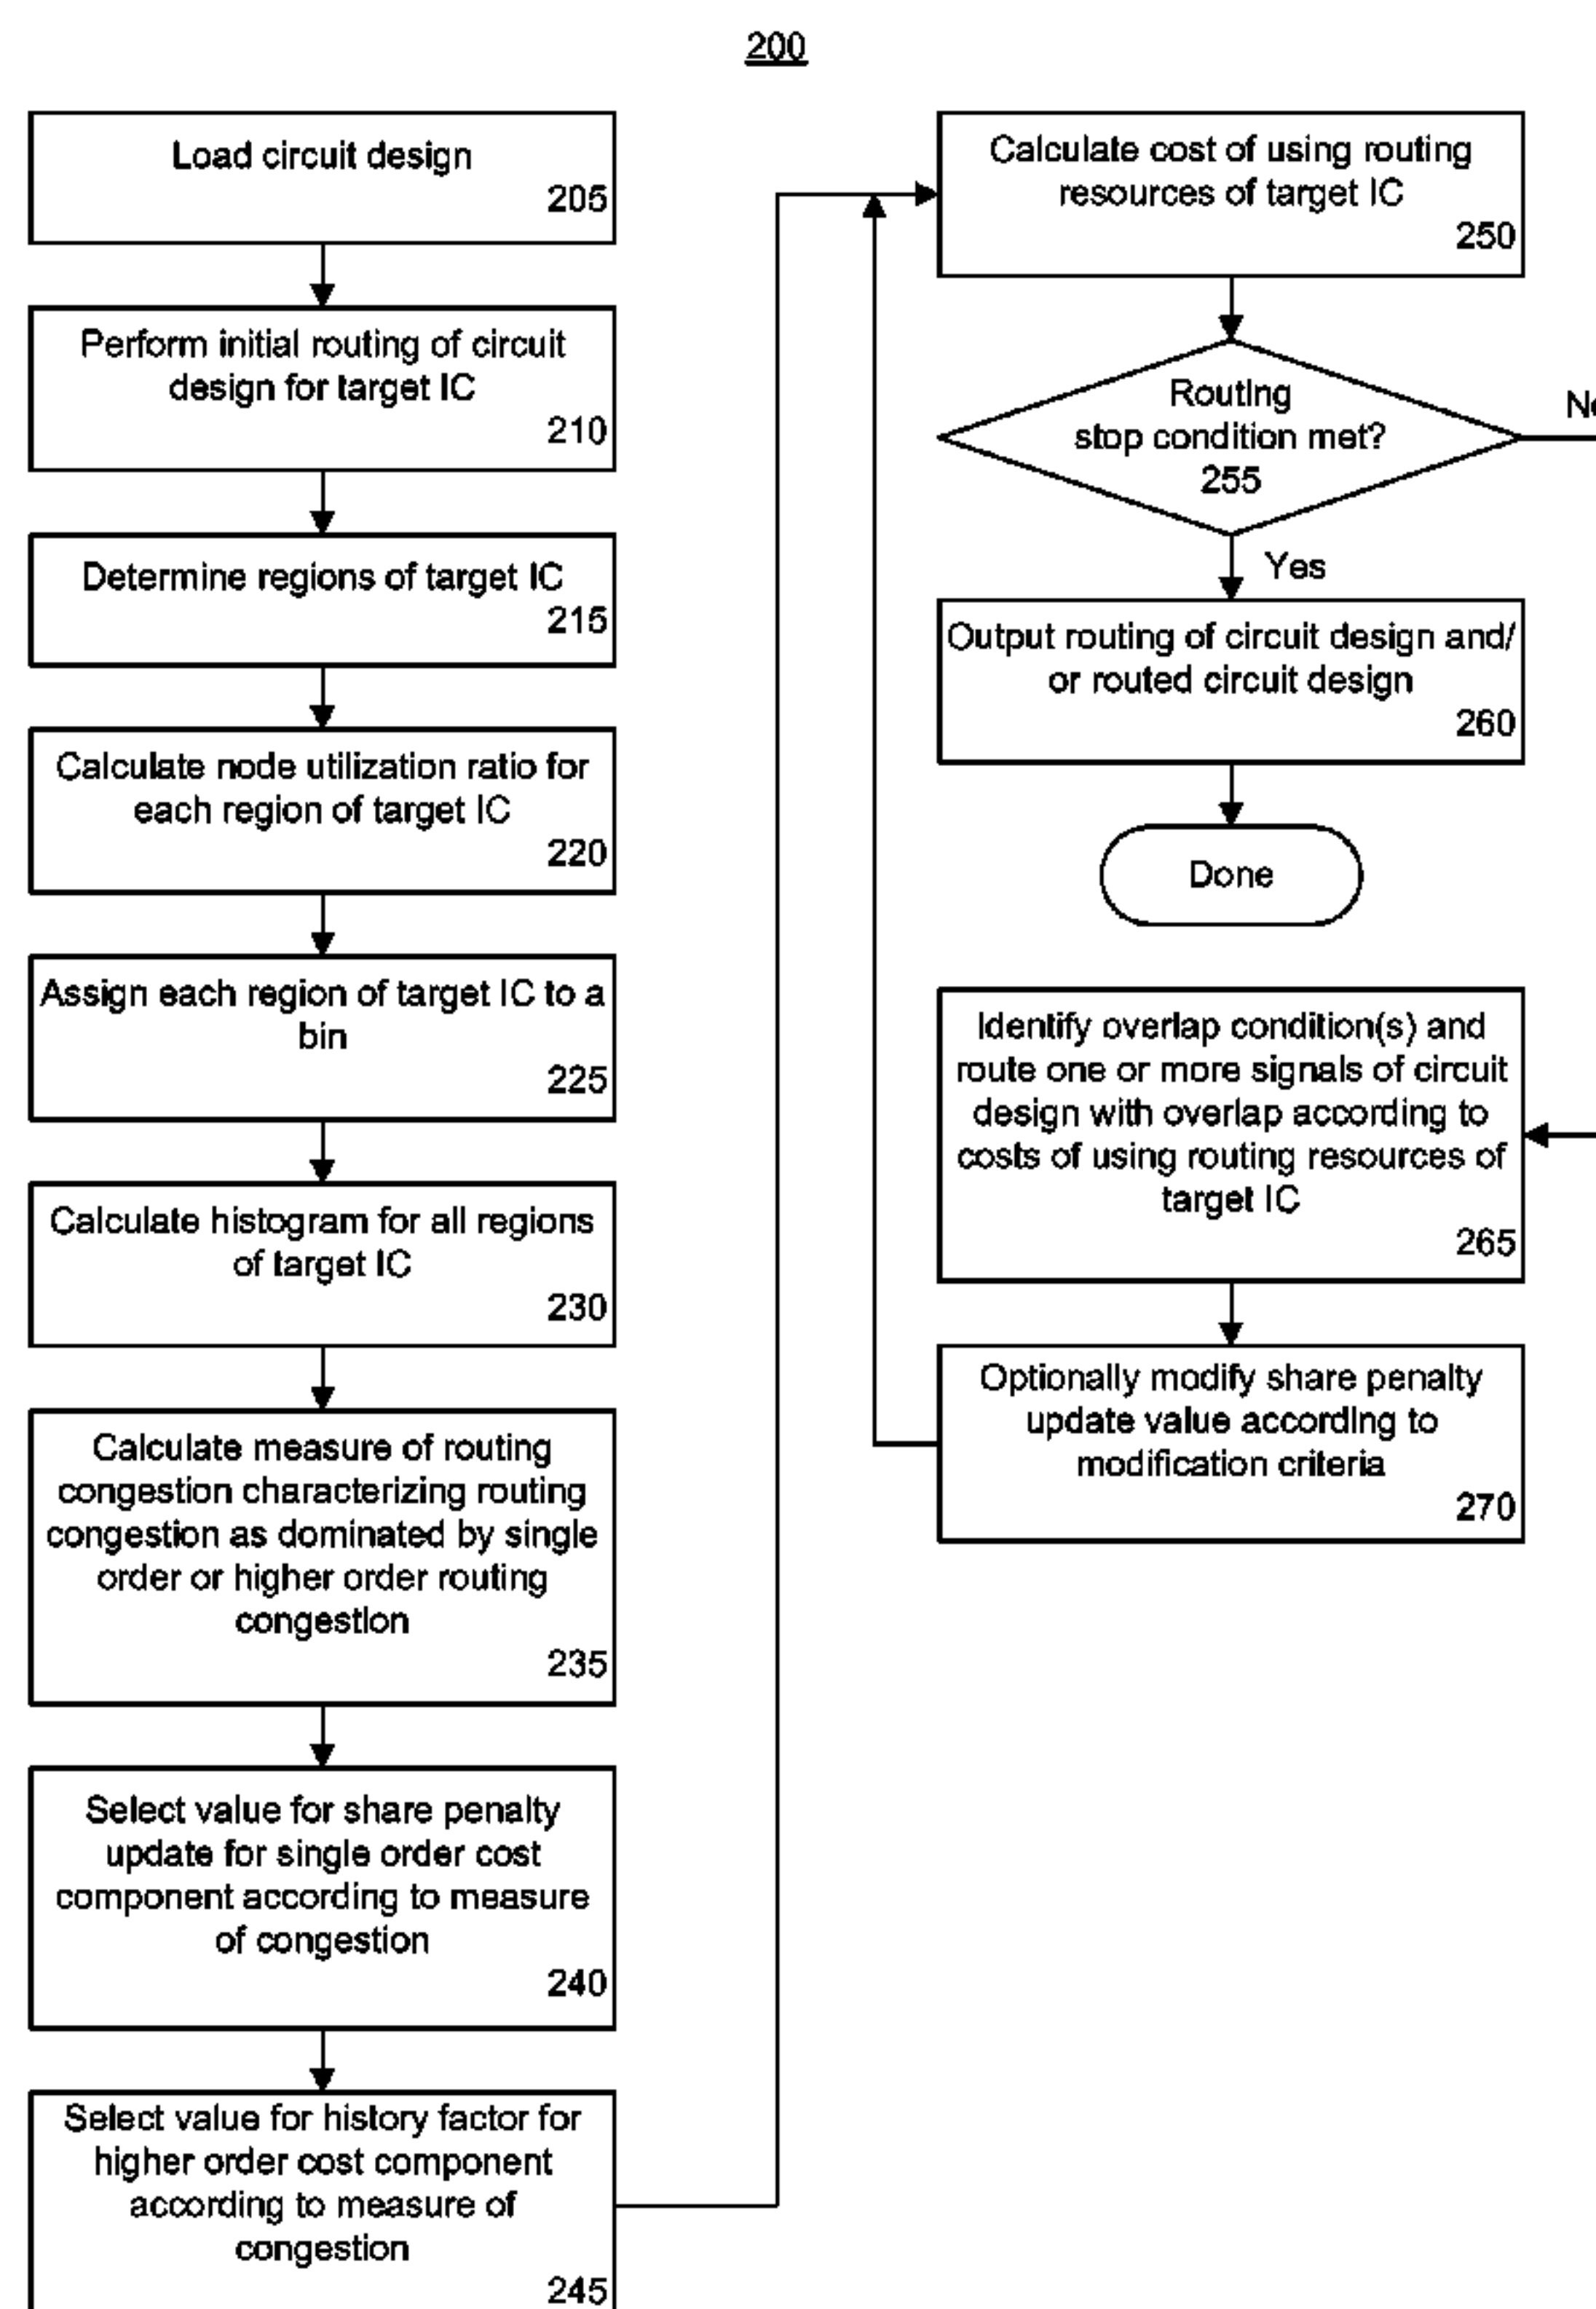 200
Load circuit design
205
Perform initial routing of circuit
design for target IC
210
Determine regions of target IC
215
Calculate node utilization ratio for
each region of target IC
220
Assign each region of target IC to a
bin
225
Calculate histogram for all regions
of target IC
230
Calculate measure of routing
congestion characterizing routing
congestion as dominated by single
order or higher order routing
congestion
235
Select value for share penalty
update for single order cost
component according to measure
of congestion
240
Select value for history factor for
higher order cost component
according to measure of
congestion
245
Calculate cost of using routing
resources of target IC
250
Routing
stop condition met?
255
No
Yes
Output routing of circuit design and/
or routed circuit design
260
Done
Identify overlap condition(s) and
route one or more signals of circuit
design with overlap according to
costs of using routing resources of
target IC
265
Optionally modify share penalty
update value according to
modification criteria
270